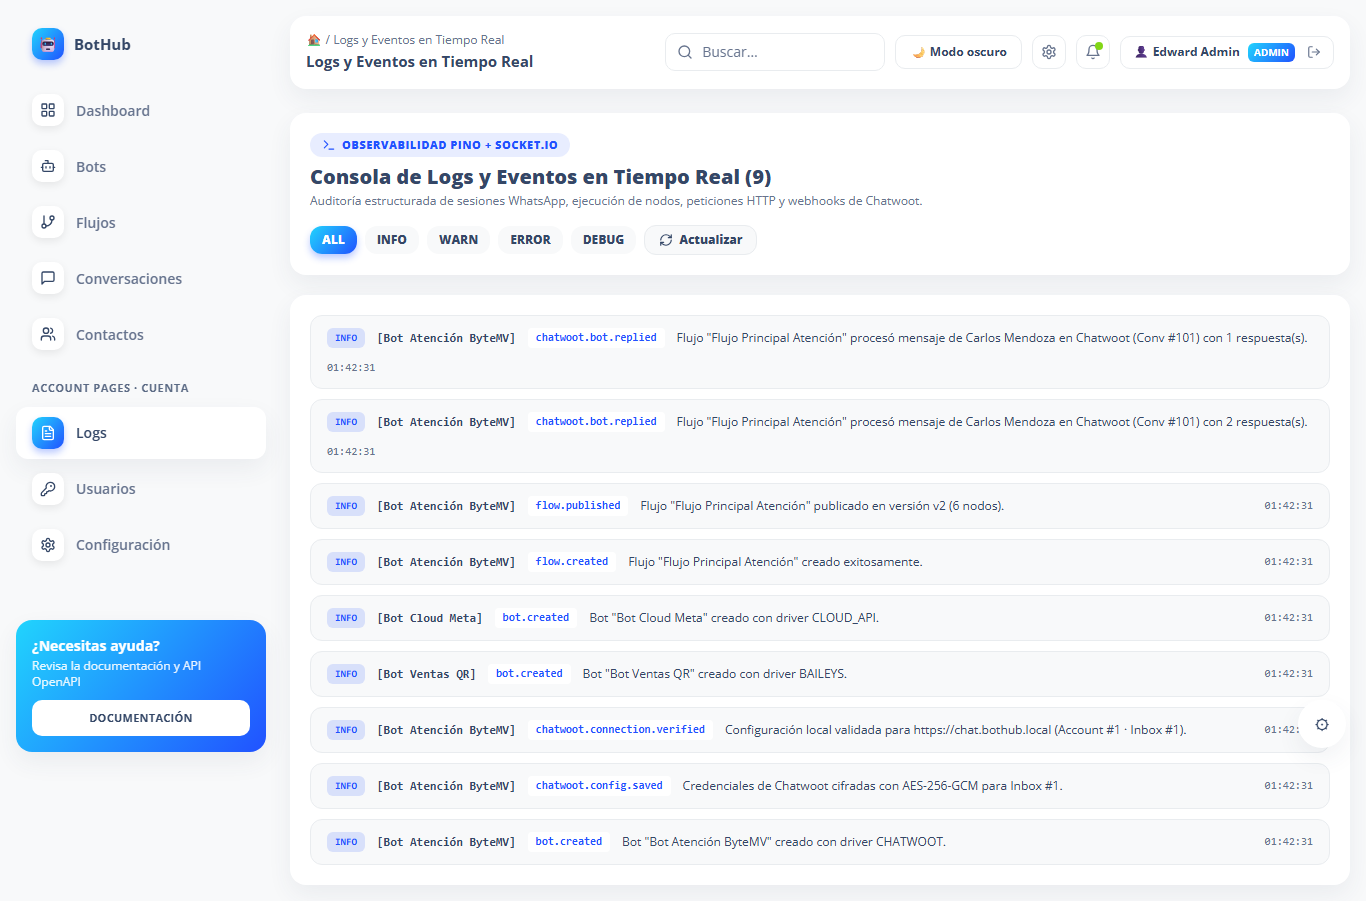 BotHub
Dashboard
Bots
Flujos
Conversaciones
Contactos
ACCOUNT PAGES · CUENTA
Logs
Usuarios
Configuración
¿Necesitas ayuda?
Revisa la documentación y API
OpenAPI
DOCUMENTACIÓN
/ Logs y Eventos en Tiempo Real
Logs y Eventos en Tiempo Real
Buscar...
Modo oscuro
Edward Admin ADMIN
OBSERVABILIDAD PINO + SOCKET.IO
Consola de Logs y Eventos en Tiempo Real (9)
Auditoría estructurada de sesiones WhatsApp, ejecución de nodos, peticiones HTTP y webhooks de Chatwoot.
ALL INFO WARN ERROR DEBUG Actualizar
INFO [Bot Atención ByteMV] chatwoot.bot.replied Flujo "Flujo Principal Atención" procesó mensaje de Carlos Mendoza en Chatwoot (Conv #101) con 1 respuesta(s).
01:42:31
INFO [Bot Atención ByteMV] chatwoot.bot.replied Flujo "Flujo Principal Atención" procesó mensaje de Carlos Mendoza en Chatwoot (Conv #101) con 2 respuesta(s).
01:42:31
INFO [Bot Atención ByteMV] flow.published Flujo "Flujo Principal Atención" publicado en versión v2 (6 nodos). 01:42:31
INFO [Bot Atención ByteMV] flow.created Flujo "Flujo Principal Atención" creado exitosamente. 01:42:31
INFO [Bot Cloud Meta] bot.created Bot "Bot Cloud Meta" creado con driver CLOUD_API. 01:42:31
INFO [Bot Ventas QR] bot.created Bot "Bot Ventas QR" creado con driver BAILEYS. 01:42:31
INFO [Bot Atención ByteMV] chatwoot.connection.verified Configuración local validada para https://chat.bothub.local (Account #1 · Inbox #1). 01:42:
INFO [Bot Atención ByteMV] chatwoot.config.saved Credenciales de Chatwoot cifradas con AES-256-GCM para Inbox #1. 01:42:31
INFO [Bot Atención ByteMV] bot.created Bot "Bot Atención ByteMV" creado con driver CHATWOOT. 01:42:31